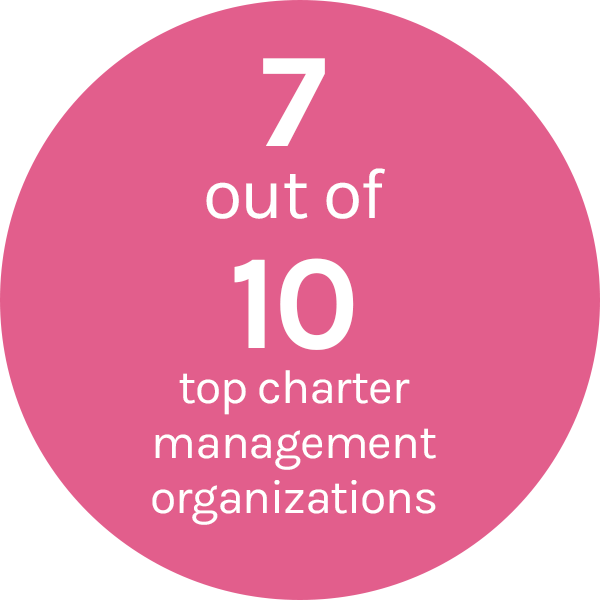 7
out of
10
top charter
management
organizations